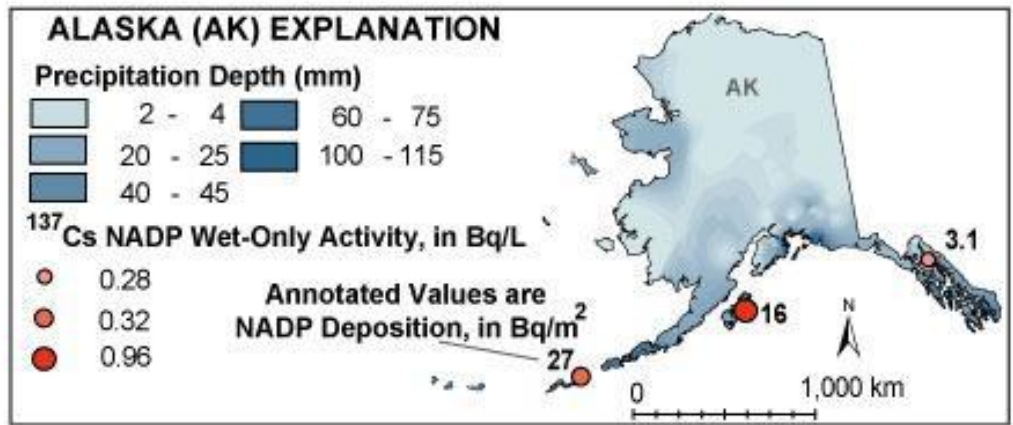 ALASKA (AK) EXPLANATION
Precipitation Depth (mm)
2 - 4
60 - 75
20 - 25
100 -115
40 - 45
137Cs NADP Wet-Only Activity, in Bq/L
0.28
0.32
0.96
Annotated Values are
NADP Deposition, in Bq/m2
AK
3.1
16
27
N
0
1,000 km